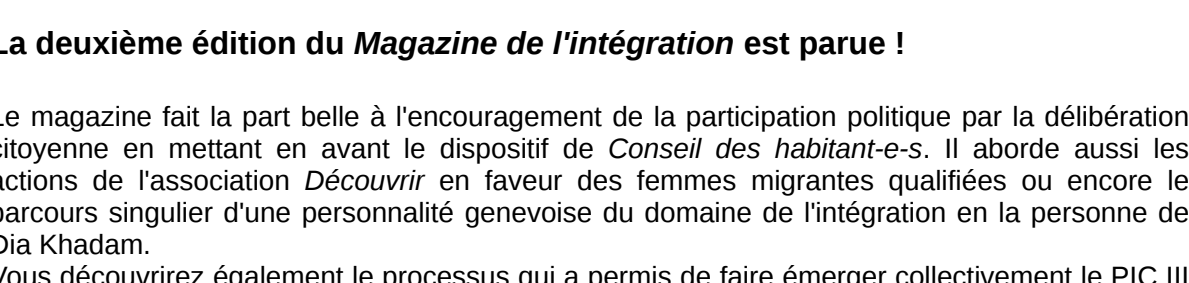 La deuxième édition du Magazine de l'intégration est parue !
Le magazine fait la part belle à l'encouragement de la participation politique par la délibération
citoyenne en mettant en avant le dispositif de Conseil des habitant-e-s. Il aborde aussi les
actions de l'association Découvrir en faveur des femmes migrantes qualifiées ou encore le
parcours singulier d'une personnalité genevoise du domaine de l'intégration en la personne de
Dia Khadam.
Vous découvrirez également le processus qui a permis de faire émerger collectivement le PIC III